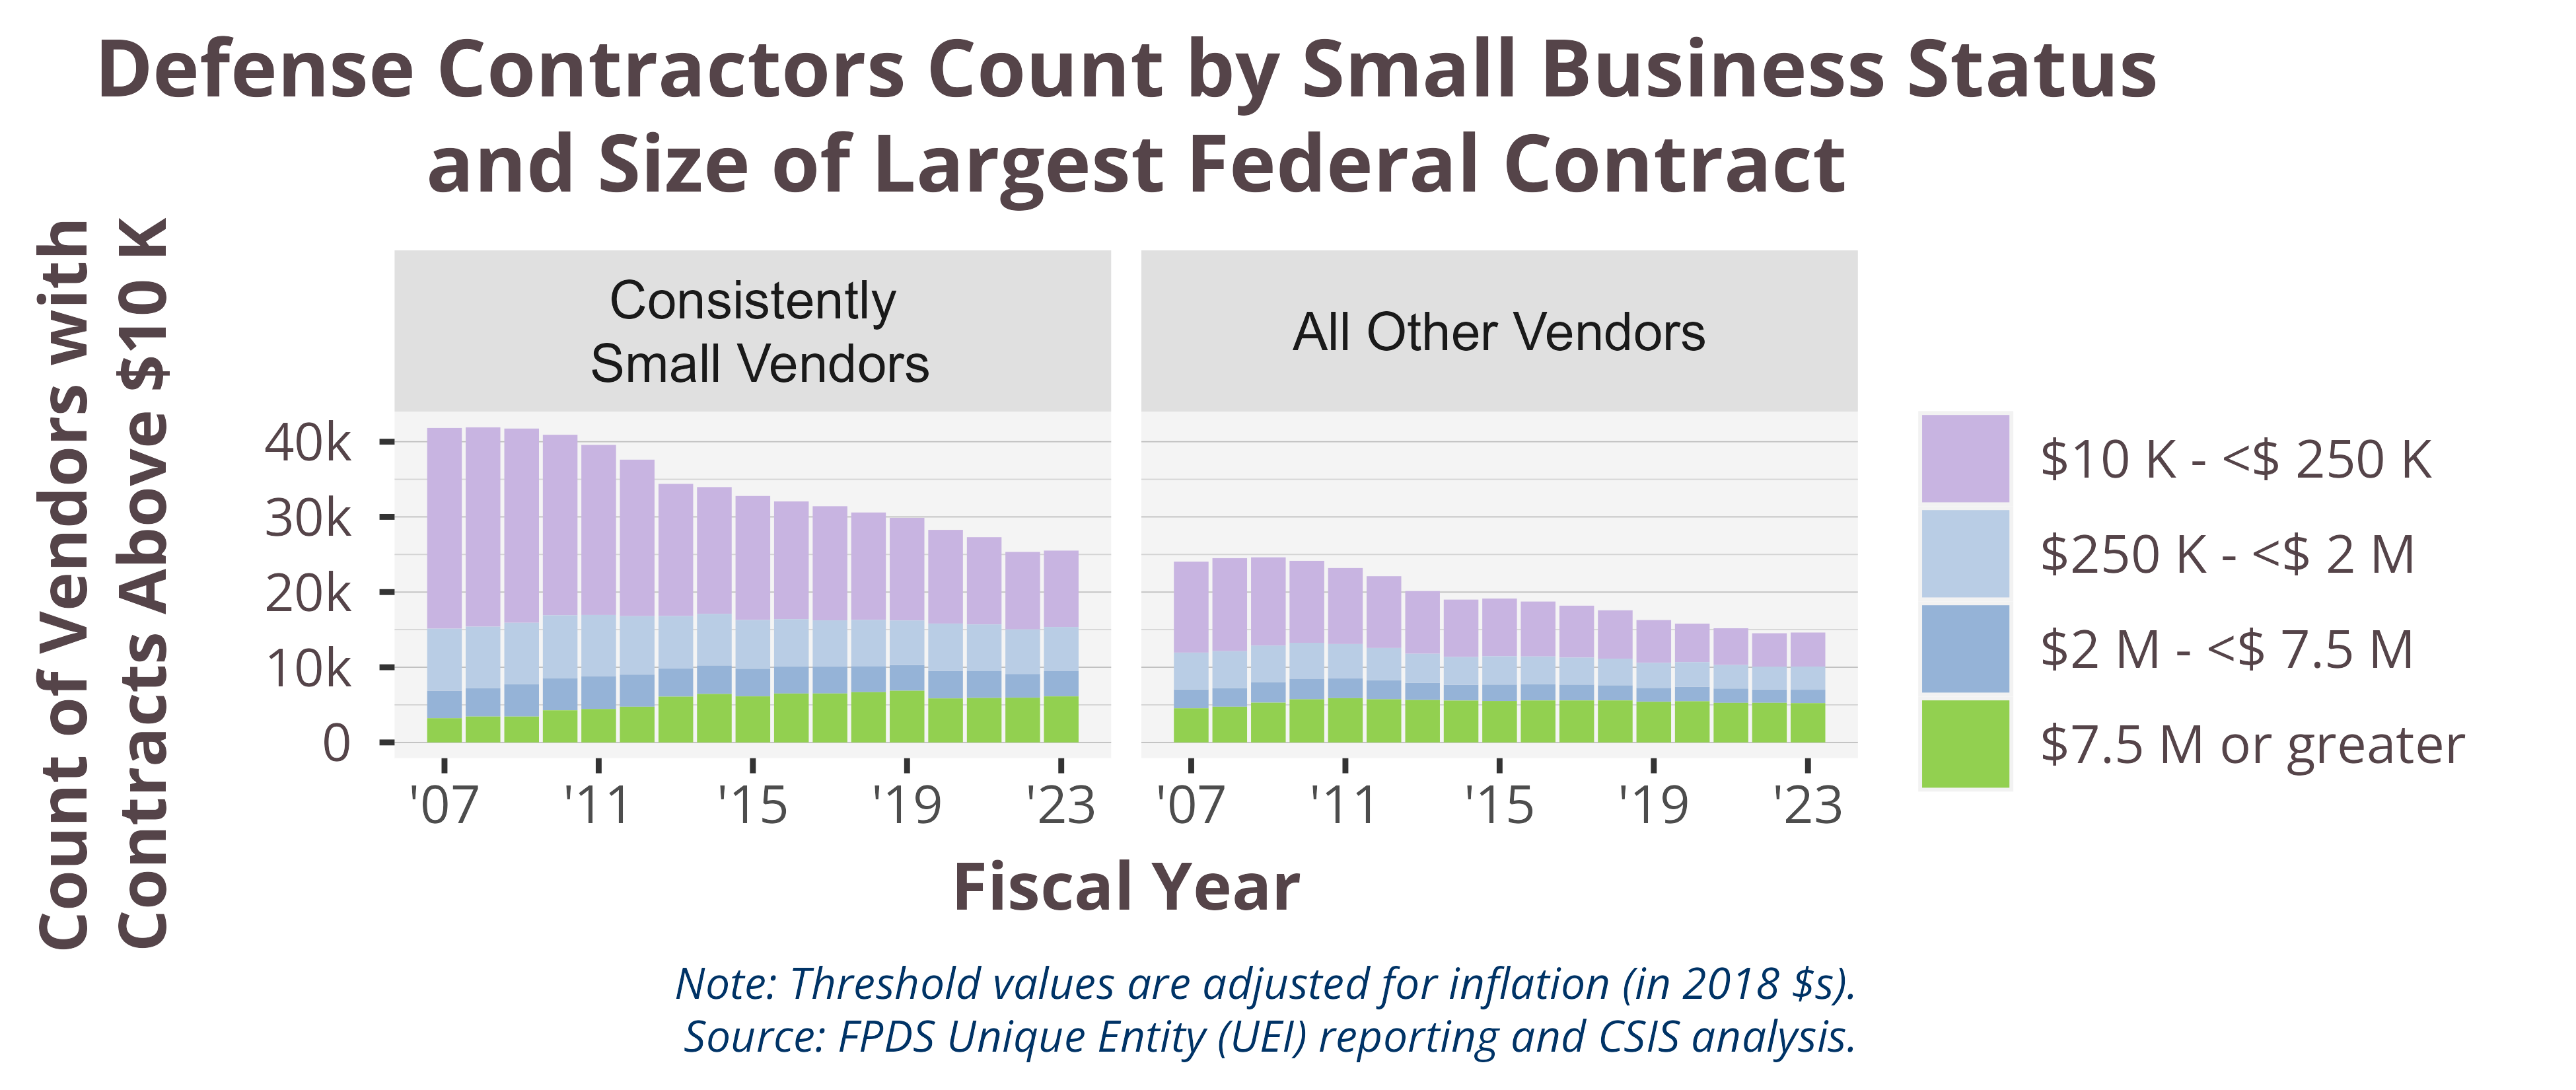 Defense Contractors Count by Small Business Status
and Size of Largest Federal Contract
Count of Vendors with
Contracts Above $10 K
Consistently
Small Vendors
All Other Vendors
40k
30k
20k
10k
0
'07 '11 '15 '19 '23
'07 '11 '15 '19 '23
Fiscal Year
$10 K - <$ 250 K
$250 K - <$ 2 M
$2 M - <$ 7.5 M
$7.5 M or greater
Note: Threshold values are adjusted for inflation (in 2018 $s).
Source: FPDS Unique Entity (UEI) reporting and CSIS analysis.